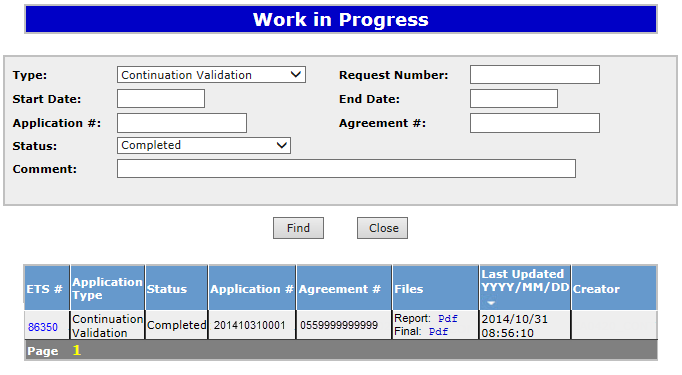 Work in Progress
Type: Continuation Validation Request Number:
Start Date: End Date:
Application #: Agreement #:
Status: Completed
Comment:
Find Close
ETS # Application Type Status Application # Agreement # Files Last Updated YYYY/MM/DD Creator
86350 Continuation Validation Completed 201410310001 0559999999999 Report: Pdf Final: Pdf 2014/10/31 08:56:10
Page 1